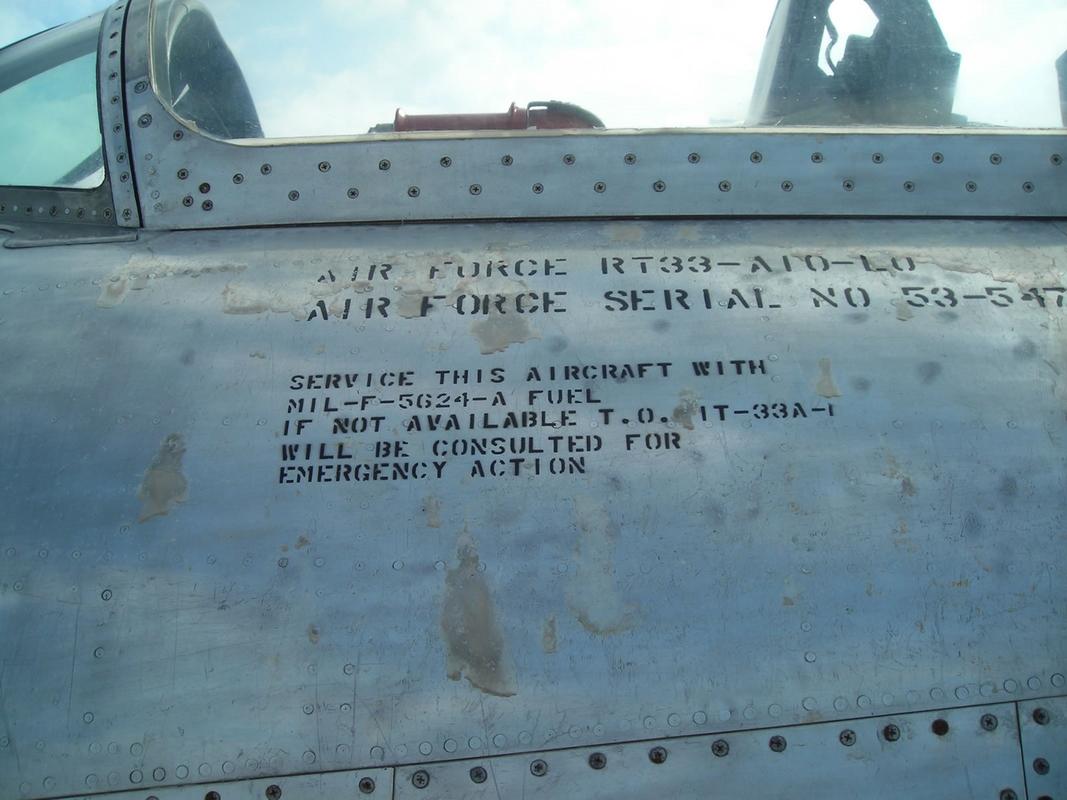 AIR FORCE RT33-A10-LO
AIR FORCE SERIAL NO 53-547
SERVICE THIS AIRCRAFT WITH
MIL-F-5624-A FUEL
IF NOT AVAILABLE T.O. 1T-33A-1
WILL BE CONSULTED FOR
EMERGENCY ACTION